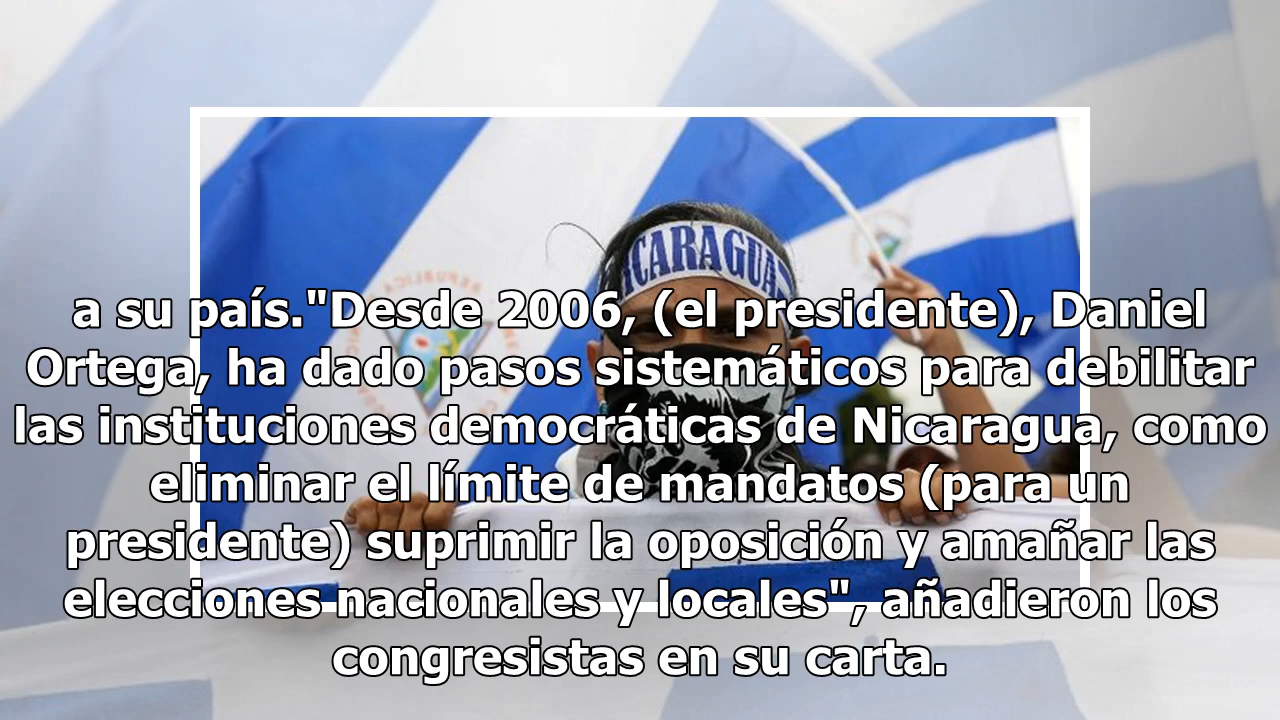 NICARAGUA
a su país."Desde 2006, (el presidente), Daniel
Ortega, ha dado pasos sistemáticos para debilitar
las instituciones democráticas de Nicaragua, como
eliminar el límite de mandatos (para un
presidente) suprimir la oposición y amañar las
elecciones nacionales y locales", añadieron los
congresistas en su carta.